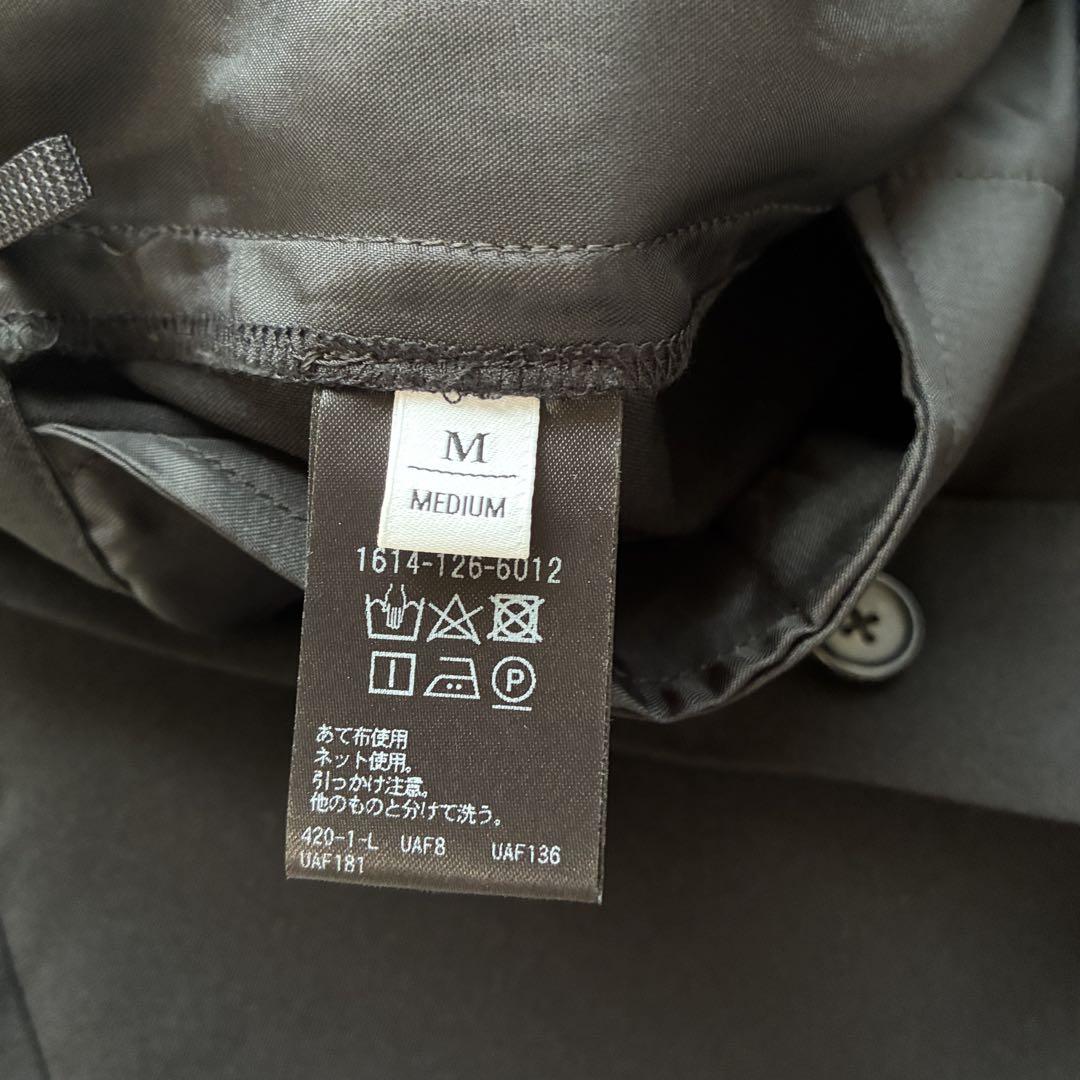 M
MEDIUM
1614-126-6012
P
あて布使用
ネット使用。
引っかけ注意。
他のものと分けて洗う。
420-1-L UAF8 UAF136
UAF181